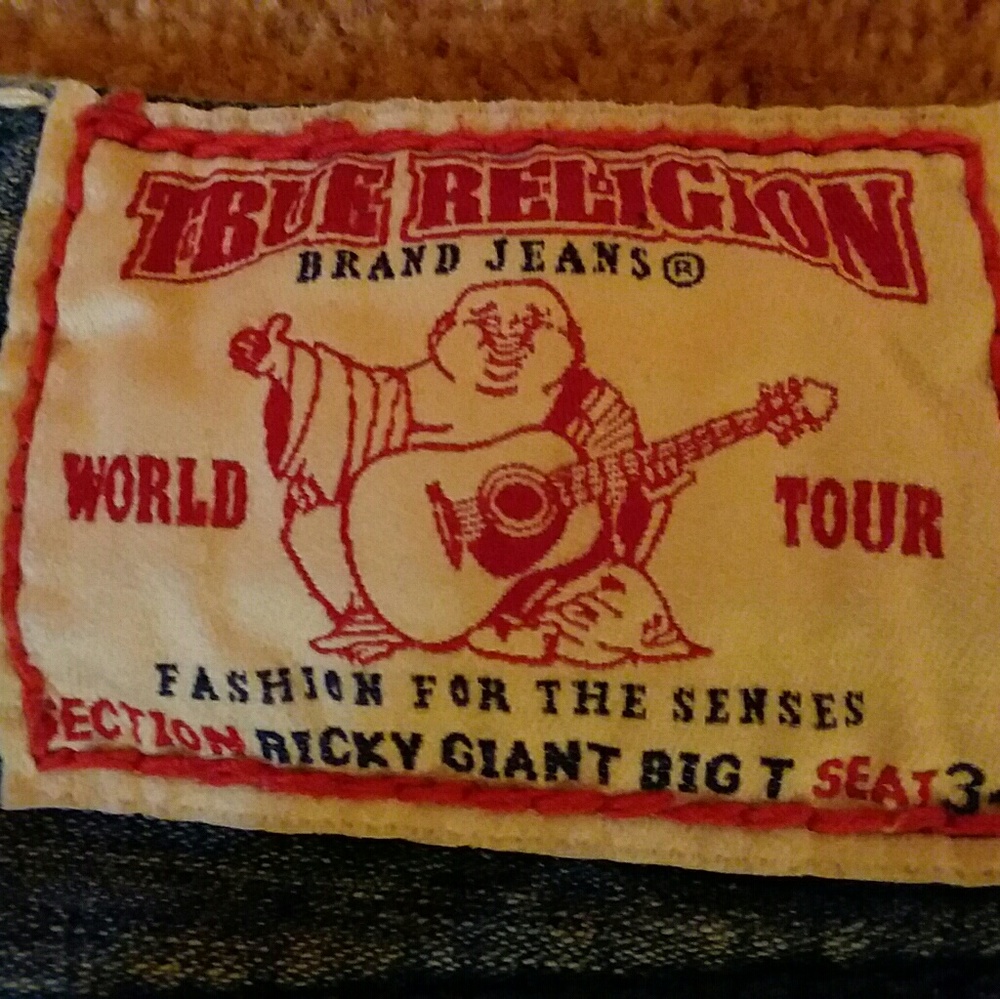 TRUE RELIGION
BRAND JEANS®
WORLD TOUR
FASHION FOR THE SENSES
SECTION RICKY GIANT BIG T SEAT